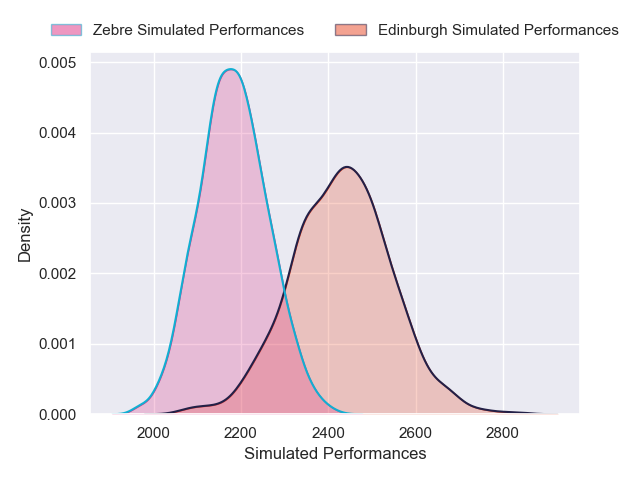 Zebre Simulated Performances Edinburgh Simulated Performances
0.005
0.004
0.003
0.002
0.001
0.000
Density
2000 2200 2400 2600 2800
Simulated Performances